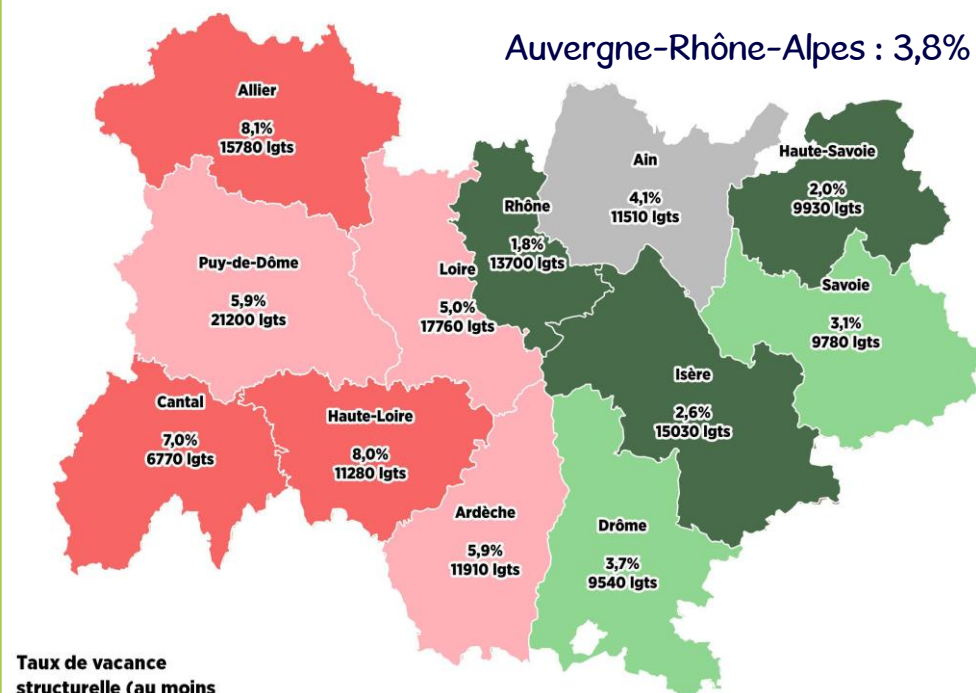 Auvergne-Rhône-Alpes : 3,8%
Allier
8,1%
15780 lgts
Ain
4,1%
11510 lgts
Haute-Savoie
2,0%
9930 lgts
Rhône
1,8%
13700 lgts
Puy-de-Dôme
5,9%
21200 lgts
Loire
5,0%
17760 lgts
Savoie
3,1%
9780 lgts
Isère
2,6%
15030 lgts
Cantal
7,0%
6770 lgts
Haute-Loire
8,0%
11280 lgts
Ardèche
5,9%
11910 lgts
Drôme
3,7%
9540 lgts
Taux de vacance
structurelle (au moins